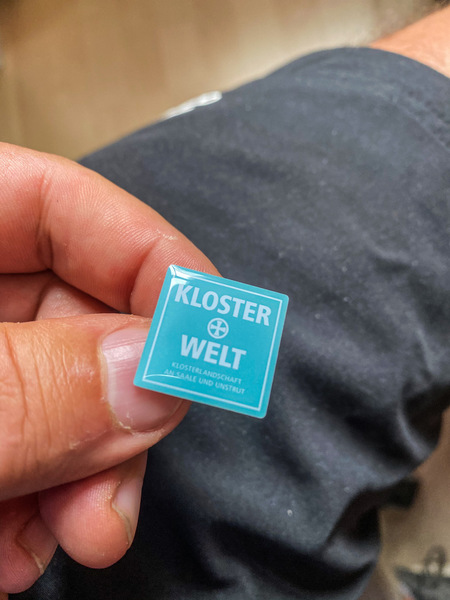 KLOSTER
WELT
KLOSTERLANDSCHAFT
AN SAALE UND UNSTRUT